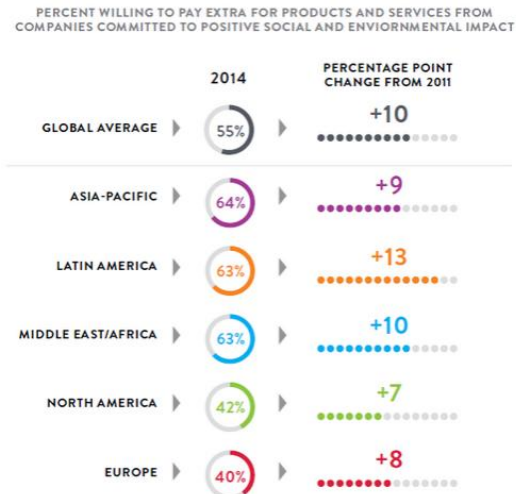 PERCENT WILLING TO PAY EXTRA FOR PRODUCTS AND SERVICES FROM
COMPANIES COMMITTED TO POSITIVE SOCIAL AND ENVIORNMENTAL IMPACT
2014
PERCENTAGE POINT
CHANGE FROM 2011
GLOBAL AVERAGE 55% +10
ASIA-PACIFIC 64% +9
LATIN AMERICA 63% +13
MIDDLE EAST/AFRICA 63% +10
NORTH AMERICA 42% +7
EUROPE 40% +8